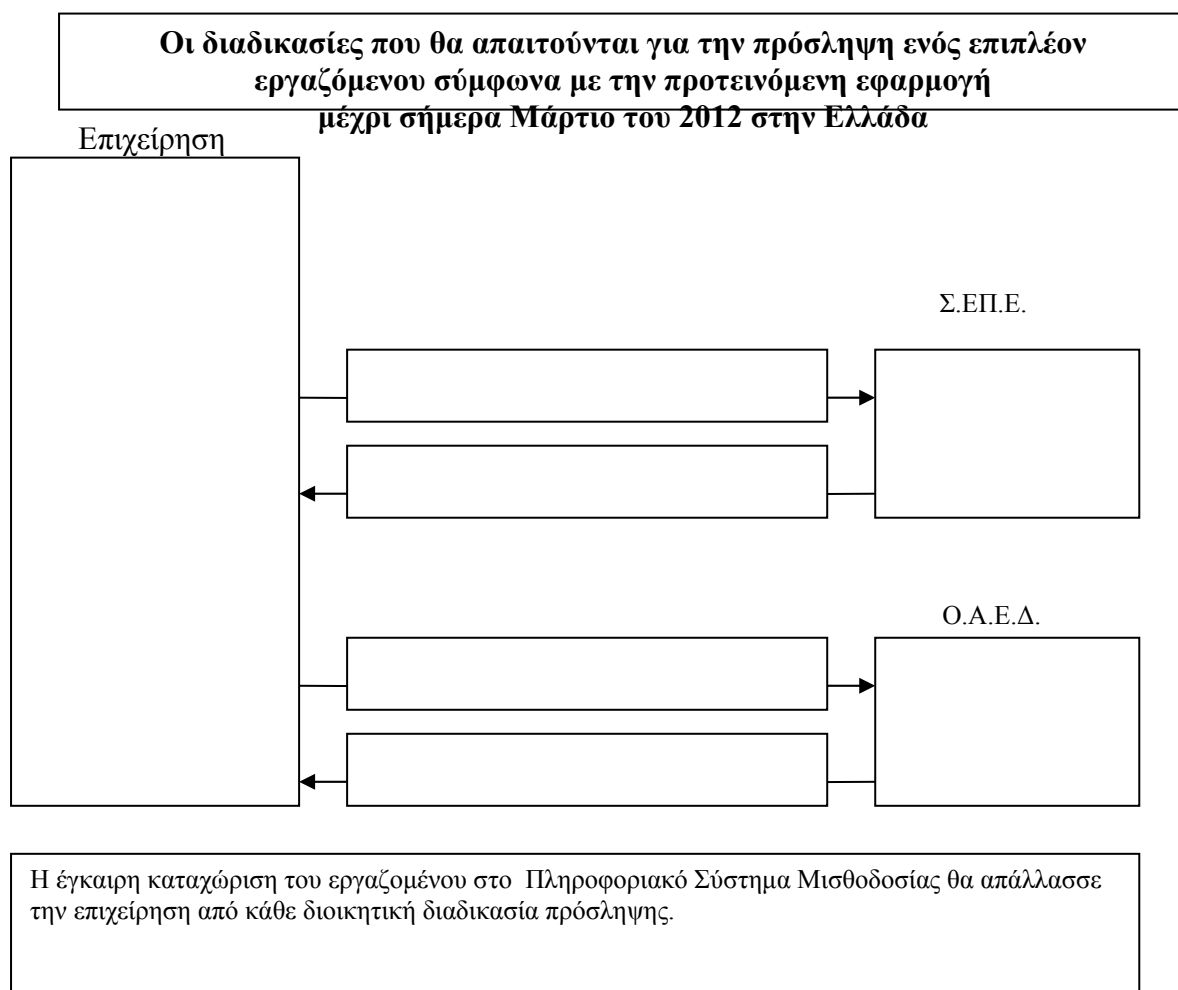 Οι διαδικασίες που θα απαιτούνται για την πρόσληψη ενός επιπλέον
εργαζόμενου σύμφωνα με την προτεινόμενη εφαρμογή
μέχρι σήμερα Μάρτιο του 2012 στην Ελλάδα
Επιχείρηση
Σ.ΕΠ.Ε.
Ο.Α.Ε.Δ.
Η έγκαιρη καταχώριση του εργαζομένου στο Πληροφοριακό Σύστημα Μισθοδοσίας θα απάλλασσε
την επιχείρηση από κάθε διοικητική διαδικασία πρόσληψης.